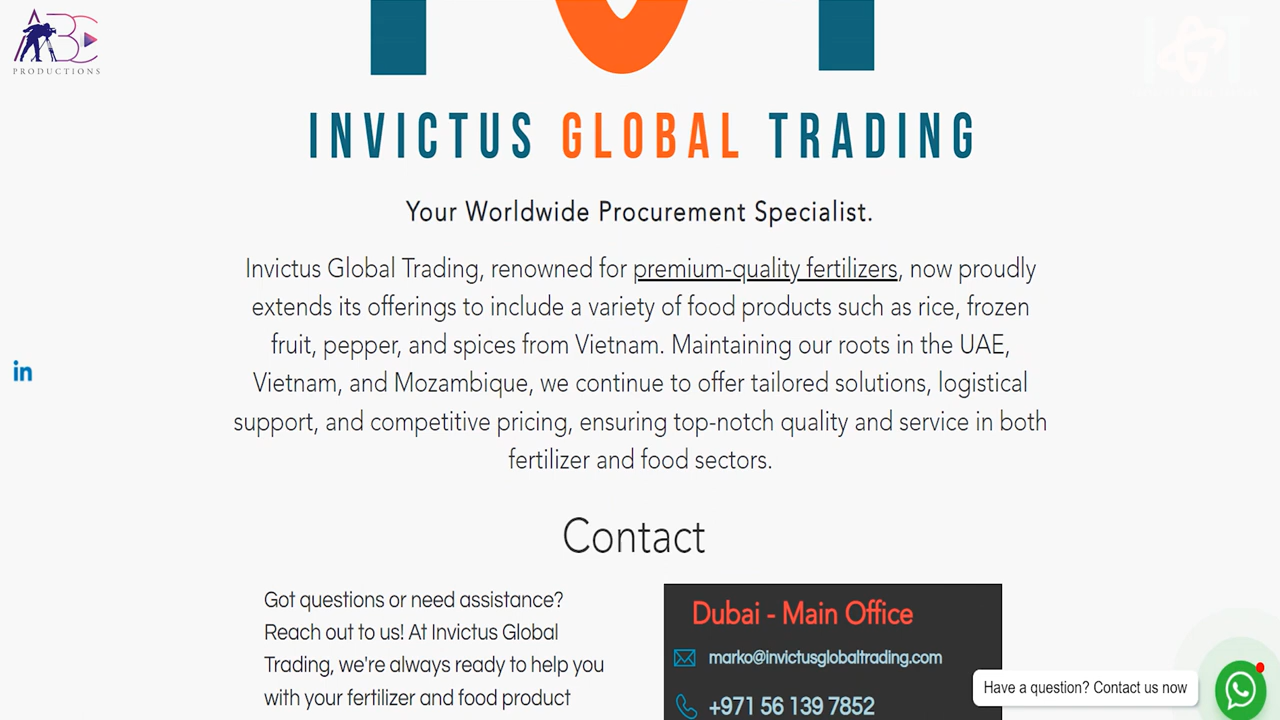 ABC
PRODUCTIONS
IGT
INVICTUS GLOBAL TRADING
Your Worldwide Procurement Specialist.
Invictus Global Trading, renowned for premium-quality fertilizers, now proudly
extends its offerings to include a variety of food products such as rice, frozen
fruit, pepper, and spices from Vietnam. Maintaining our roots in the UAE,
Vietnam, and Mozambique, we continue to offer tailored solutions, logistical
support, and competitive pricing, ensuring top-notch quality and service in both
fertilizer and food sectors.
in
Contact
Got questions or need assistance?
Reach out to us! At Invictus Global
Trading, we're always ready to help you
with your fertilizer and food product
Dubai - Main Office
marko@invictusglobaltrading.com
+971 56 139 7852
Have a question? Contact us now